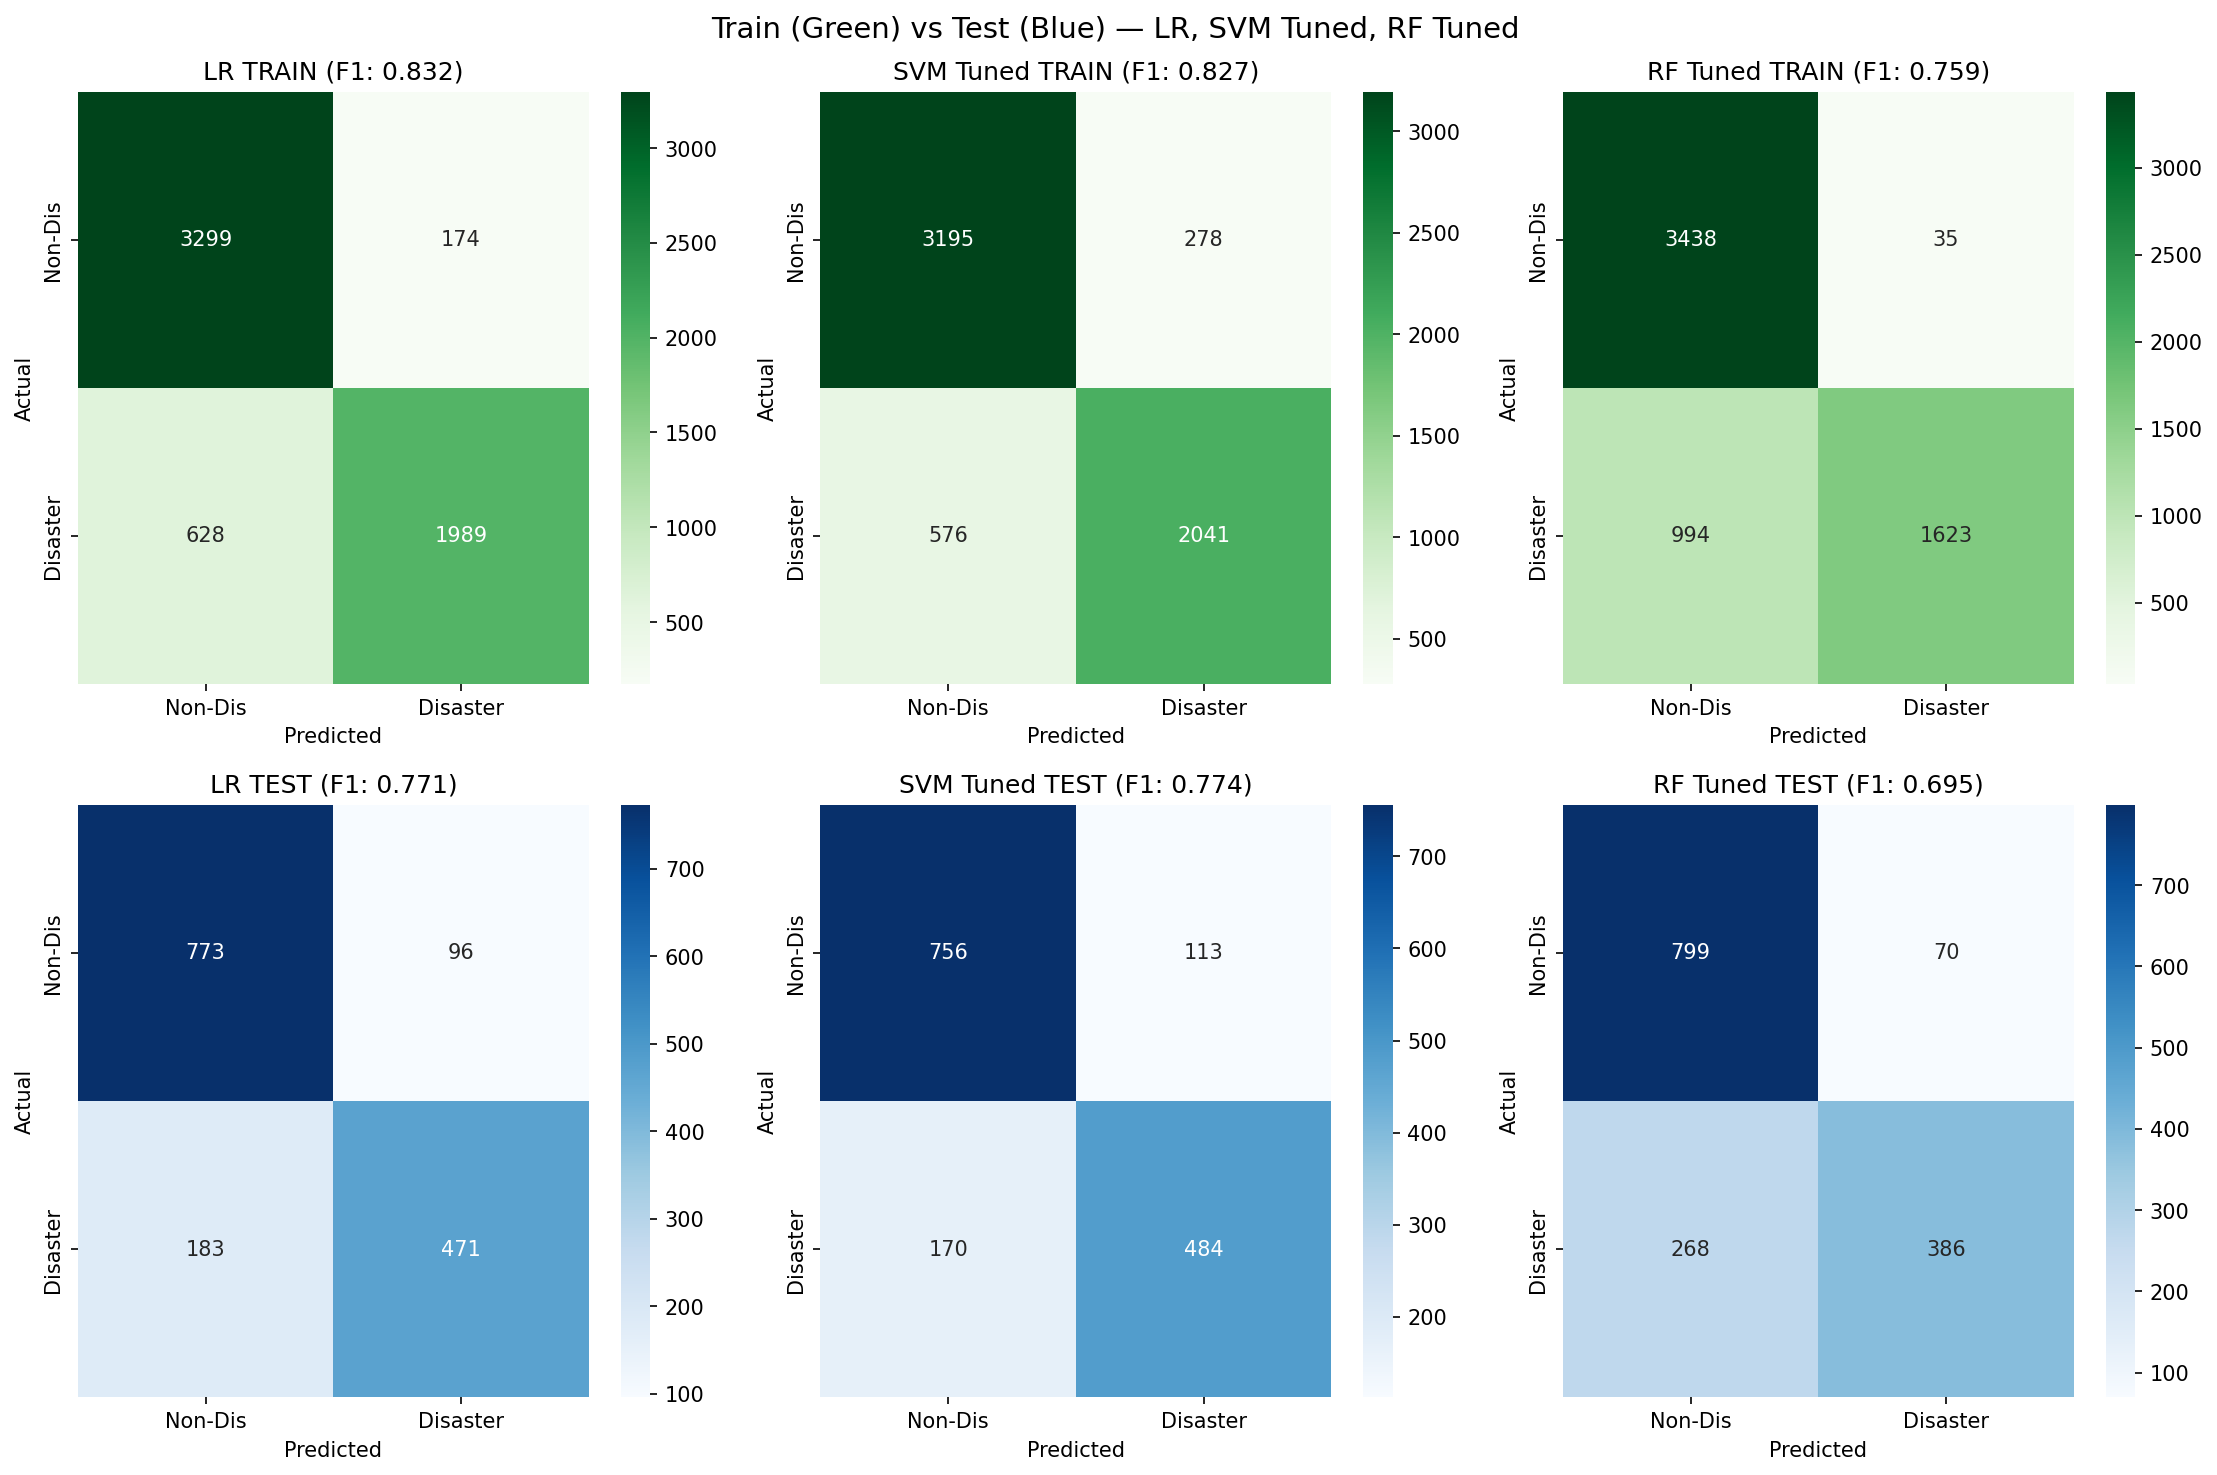 Train (Green) vs Test (Blue) — LR, SVM Tuned, RF Tuned
LR TRAIN (F1: 0.832)
Actual
Non-Dis
Disaster
3299
174
628
1989
Non-Dis
Disaster
Predicted
3000
2500
2000
1500
1000
500
SVM Tuned TRAIN (F1: 0.827)
Actual
Non-Dis
Disaster
3195
278
576
2041
Non-Dis
Disaster
Predicted
3000
2500
2000
1500
1000
500
RF Tuned TRAIN (F1: 0.759)
Actual
Non-Dis
Disaster
3438
35
994
1623
Non-Dis
Disaster
Predicted
3000
2500
2000
1500
1000
500
LR TEST (F1: 0.771)
Actual
Non-Dis
Disaster
773
96
183
471
Non-Dis
Disaster
Predicted
700
600
500
400
300
200
100
SVM Tuned TEST (F1: 0.774)
Actual
Non-Dis
Disaster
756
113
170
484
Non-Dis
Disaster
Predicted
700
600
500
400
300
200
RF Tuned TEST (F1: 0.695)
Actual
Non-Dis
Disaster
799
70
268
386
Non-Dis
Disaster
Predicted
700
600
500
400
300
200
100